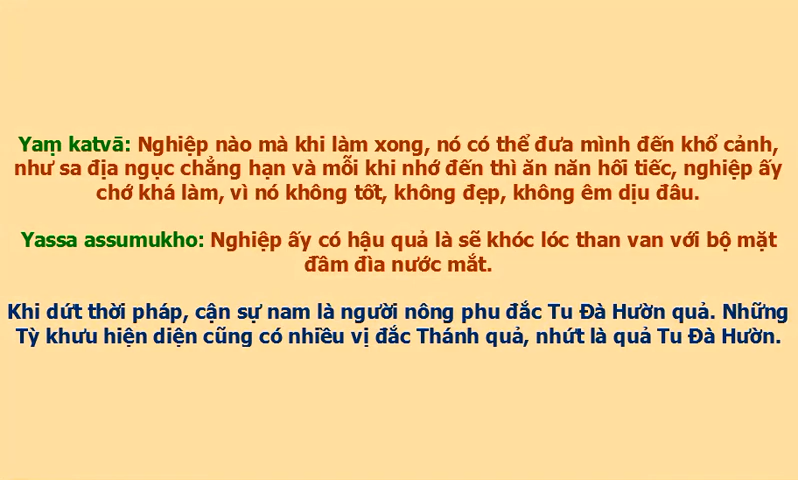 Yaṃ katvā: Nghiệp nào mà khi làm xong, nó có thể đưa mình đến khổ cảnh,
như sa địa ngục chẳng hạn và mỗi khi nhớ đến thì ăn năn hối tiếc, nghiệp ấy
chớ khá làm, vì nó không tốt, không đẹp, không êm dịu đâu.
Yassa assumukho: Nghiệp ấy có hậu quả là sẽ khóc lóc than van với bộ mặt
đầm đìa nước mắt.
Khi dứt thời pháp, cận sự nam là người nông phu đắc Tu Đà Hườn quả. Những
Tỳ khưu hiện diện cũng có nhiều vị đắc Thánh quả, nhứt là quả Tu Đà Hườn.